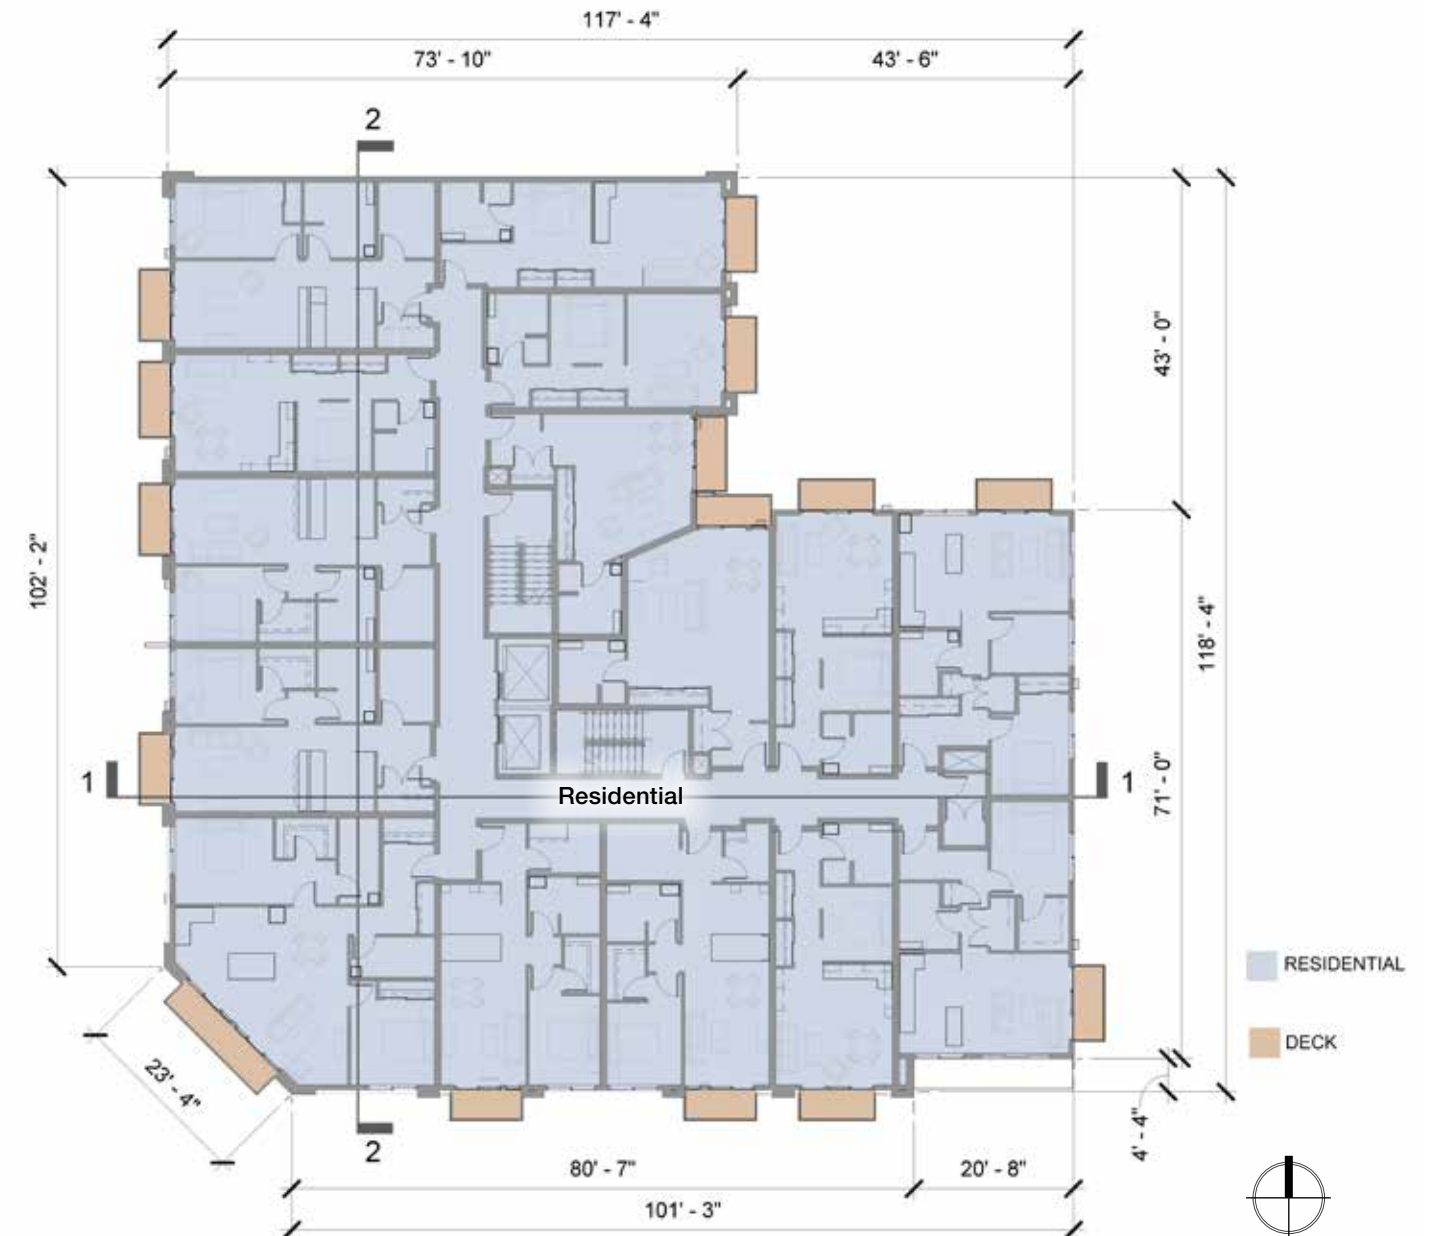 117' - 4"
73' - 10"
43' - 6"
2
43' - 0"
102' - 2"
118' - 4"
1
Residential
1
71' - 0"
RESIDENTIAL
DECK
23' - 4"
4' - 4"
2
80' - 7"
20' - 8"
101' - 3"